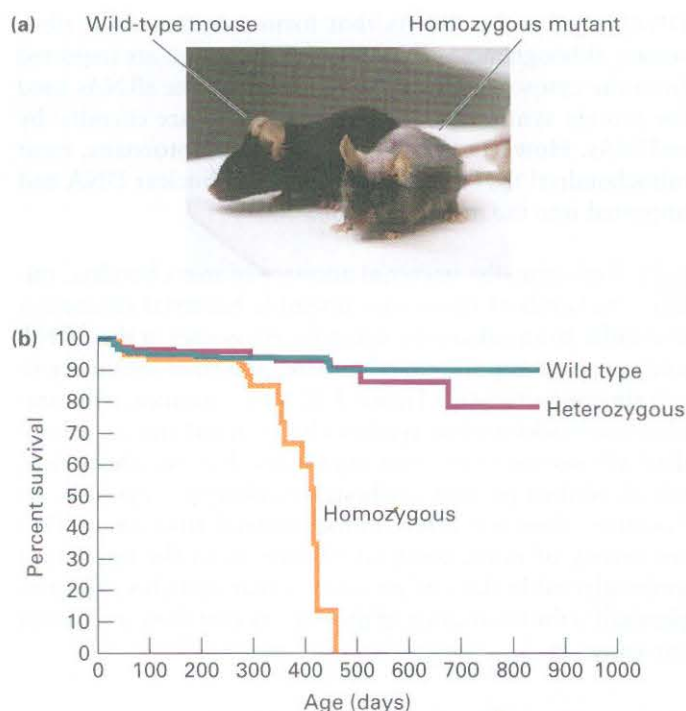 (a) Wild-type mouse Homozygous mutant
(b)
Percent survival
100
90
80
70
60
50
40
30
20
10
0
Wild type
Heterozygous
Homozygous
0 100 200 300 400 500 600 700 800 900 1000
Age (days)